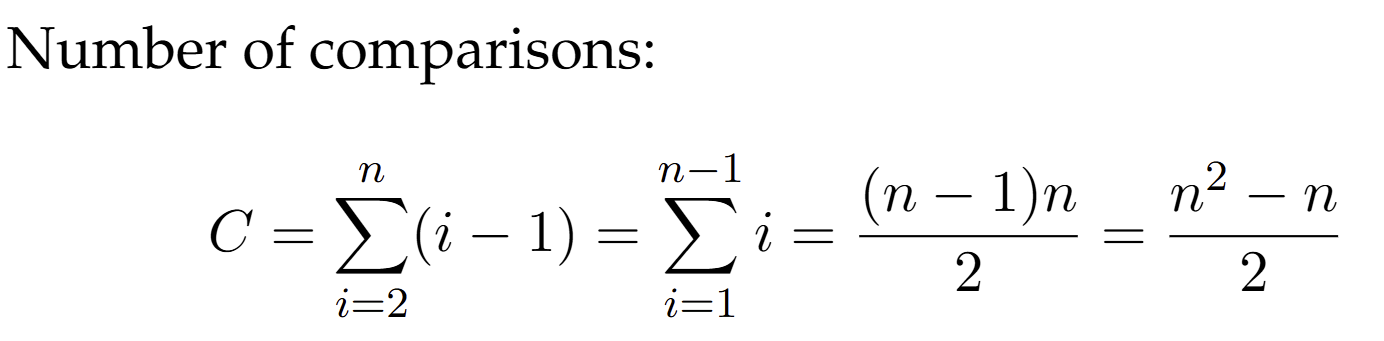 Number of comparisons:
C = \sum_{i=2}^{n} (i - 1) = \sum_{i=1}^{n-1} i = \frac{(n - 1)n}{2} = \frac{n^2 - n}{2}